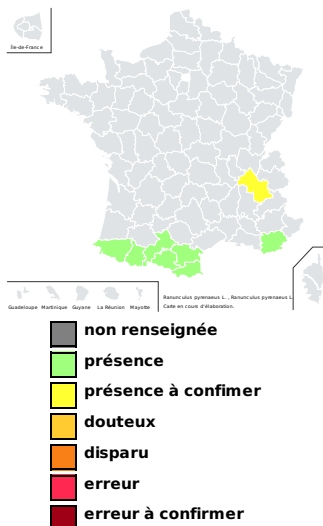 Île-de-France
Guadeloupe Martinique Guyane La Réunion Mayotte
Ranunculus pyrenaeus L. , Ranunculus pyrenaeus L.
Carte en cours d'élaboration.
non renseignée
présence
présence à confimer
douteux
disparu
erreur
erreur à confirmer